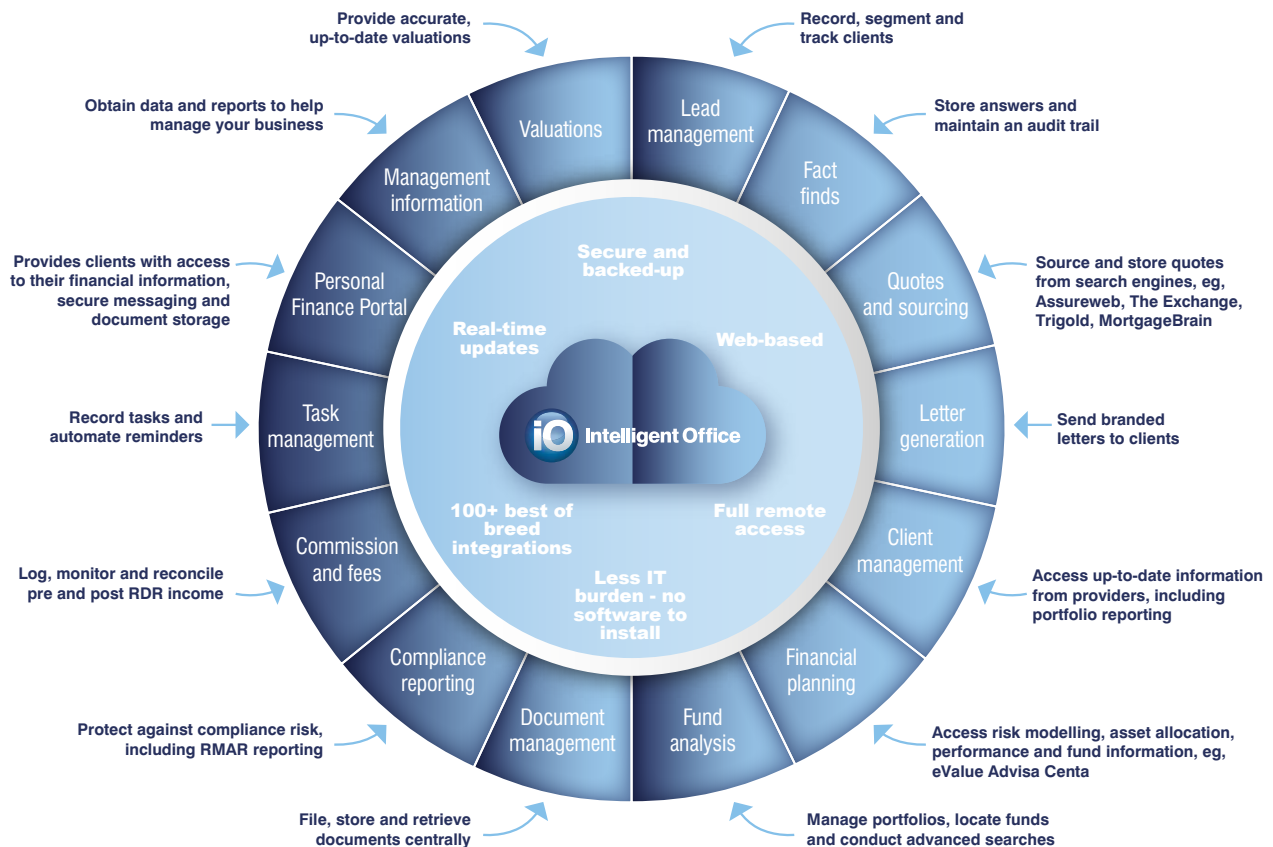 Provide accurate,
up-to-date valuations
Record, segment and
track clients
Obtain data and reports to help
manage your business
Store answers and
maintain an audit trail
Provides clients with access
to their financial information,
secure messaging and
document storage
Source and store quotes
from search engines, eg,
Assureweb, The Exchange,
Trigold, MortgageBrain
Record tasks and
automate reminders
Send branded
letters to clients
Log, monitor and reconcile
pre and post RDR income
Access up-to-date information
from providers, including
portfolio reporting
Protect against compliance risk,
including RMAR reporting
Access risk modelling, asset allocation,
performance and fund information, eg,
eValue Advisa Centa
File, store and retrieve
documents centrally
Manage portfolios, locate funds
and conduct advanced searches
Valuations
Lead
management
Fact
finds
Quotes
and sourcing
Letter
generation
Client
management
Financial
planning
Fund
analysis
Document
management
Compliance
reporting
Commission
and fees
Task
management
Personal
Finance Portal
Management
information
Secure and
backed-up
Real-time
updates
Web-based
iO Intelligent Office
100+ best of
breed
integrations
Full remote
access
Less IT
burden - no
software to
install